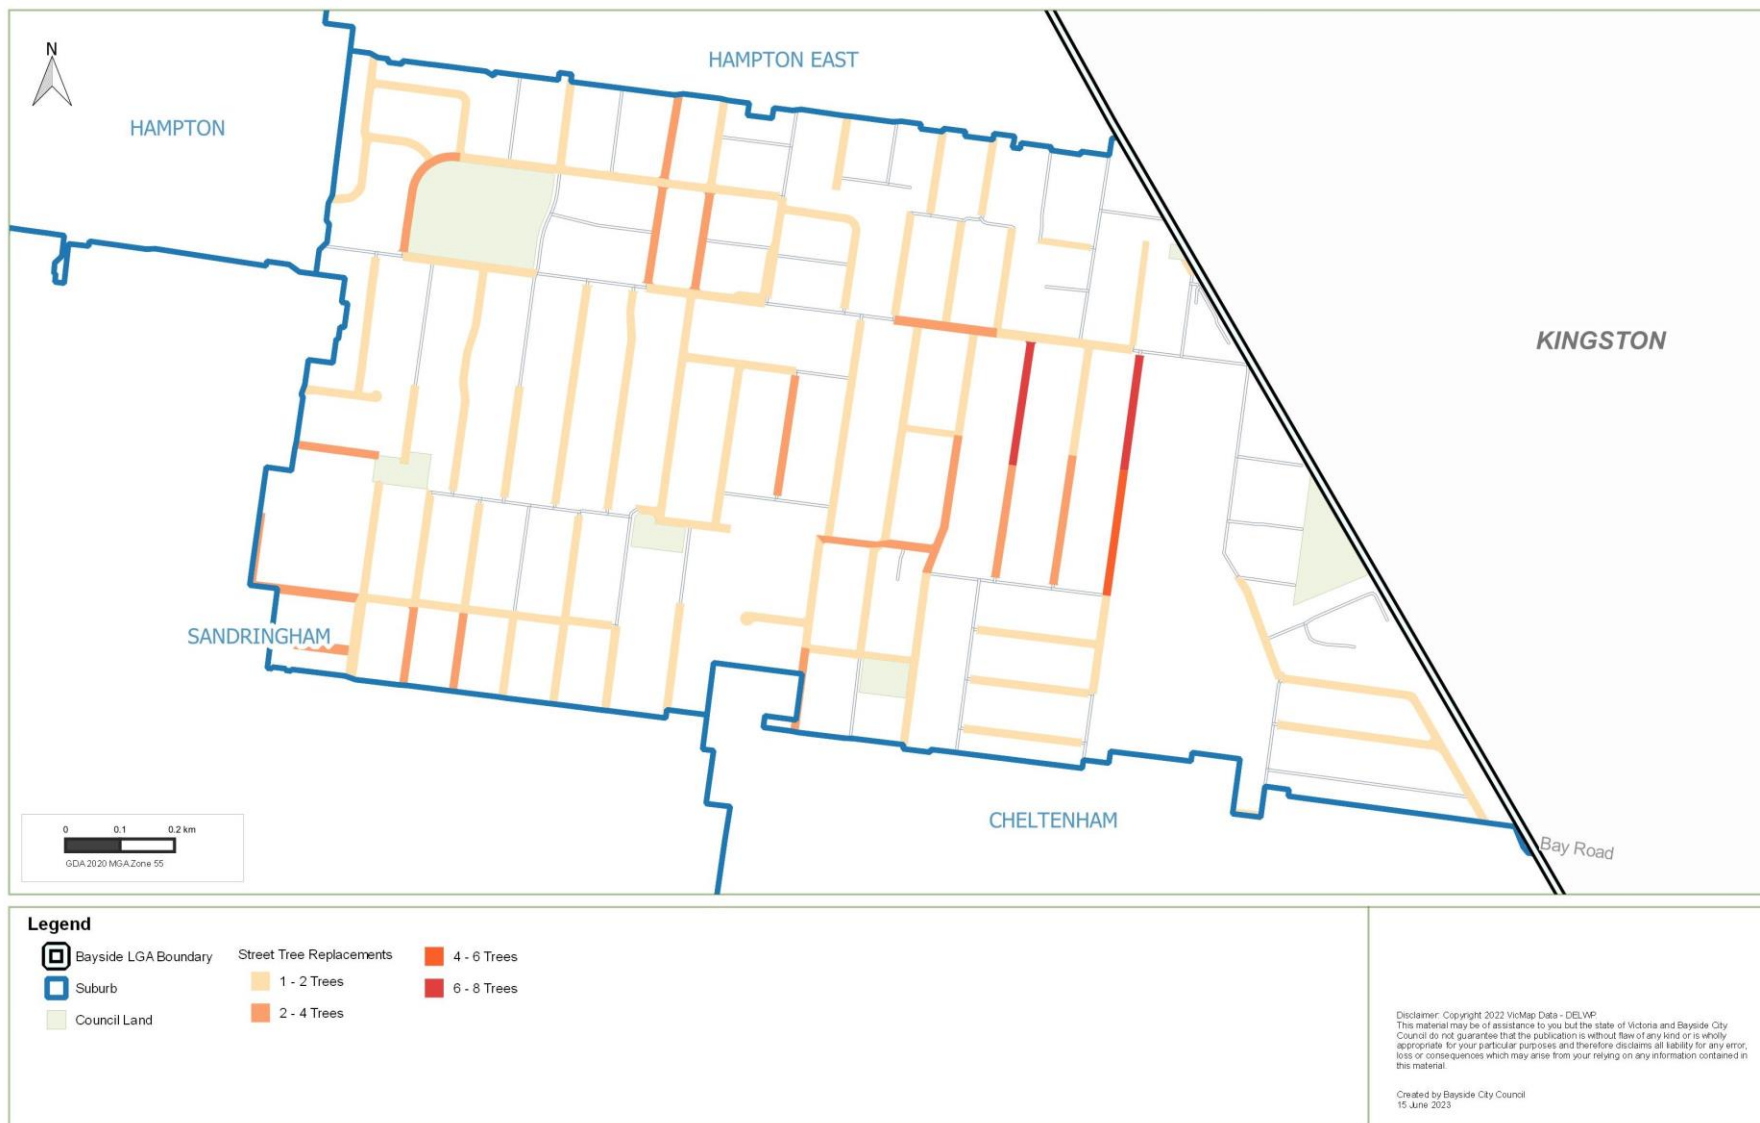 N
HAMPTON EAST
HAMPTON
KINGSTON
SANDRINGHAM
CHELTENHAM
Bay Road
0 0.1 0.2 km
GDA 2020 MGA Zone 55
Legend
Bayside LGA Boundary
Suburb
Council Land
Street Tree Replacements
1 - 2 Trees
2 - 4 Trees
4 - 6 Trees
6 - 8 Trees
Disclaimer: Copyright 2022 VicMap Data - DELWP.
This material may be of assistance to you but the state of Victoria and Bayside City
Council do not guarantee that the publication is without flaw of any kind or is wholly
appropriate for your particular purposes and therefore disclaims all liability for any error,
loss or consequences which may arise from your relying on any information contained in
this material.
Created by Bayside City Council
15 June 2023